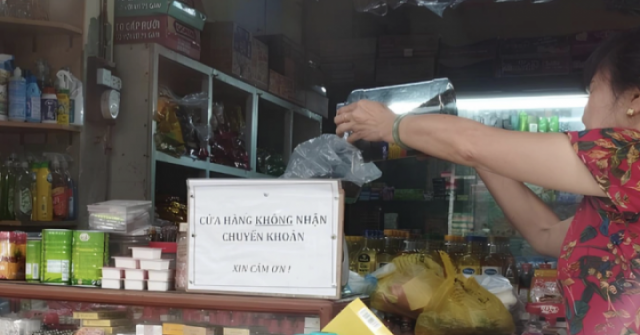 CỬA HÀNG KHÔNG NHẬN
CHUYỂN KHOẢN
XIN CẢM ƠN !